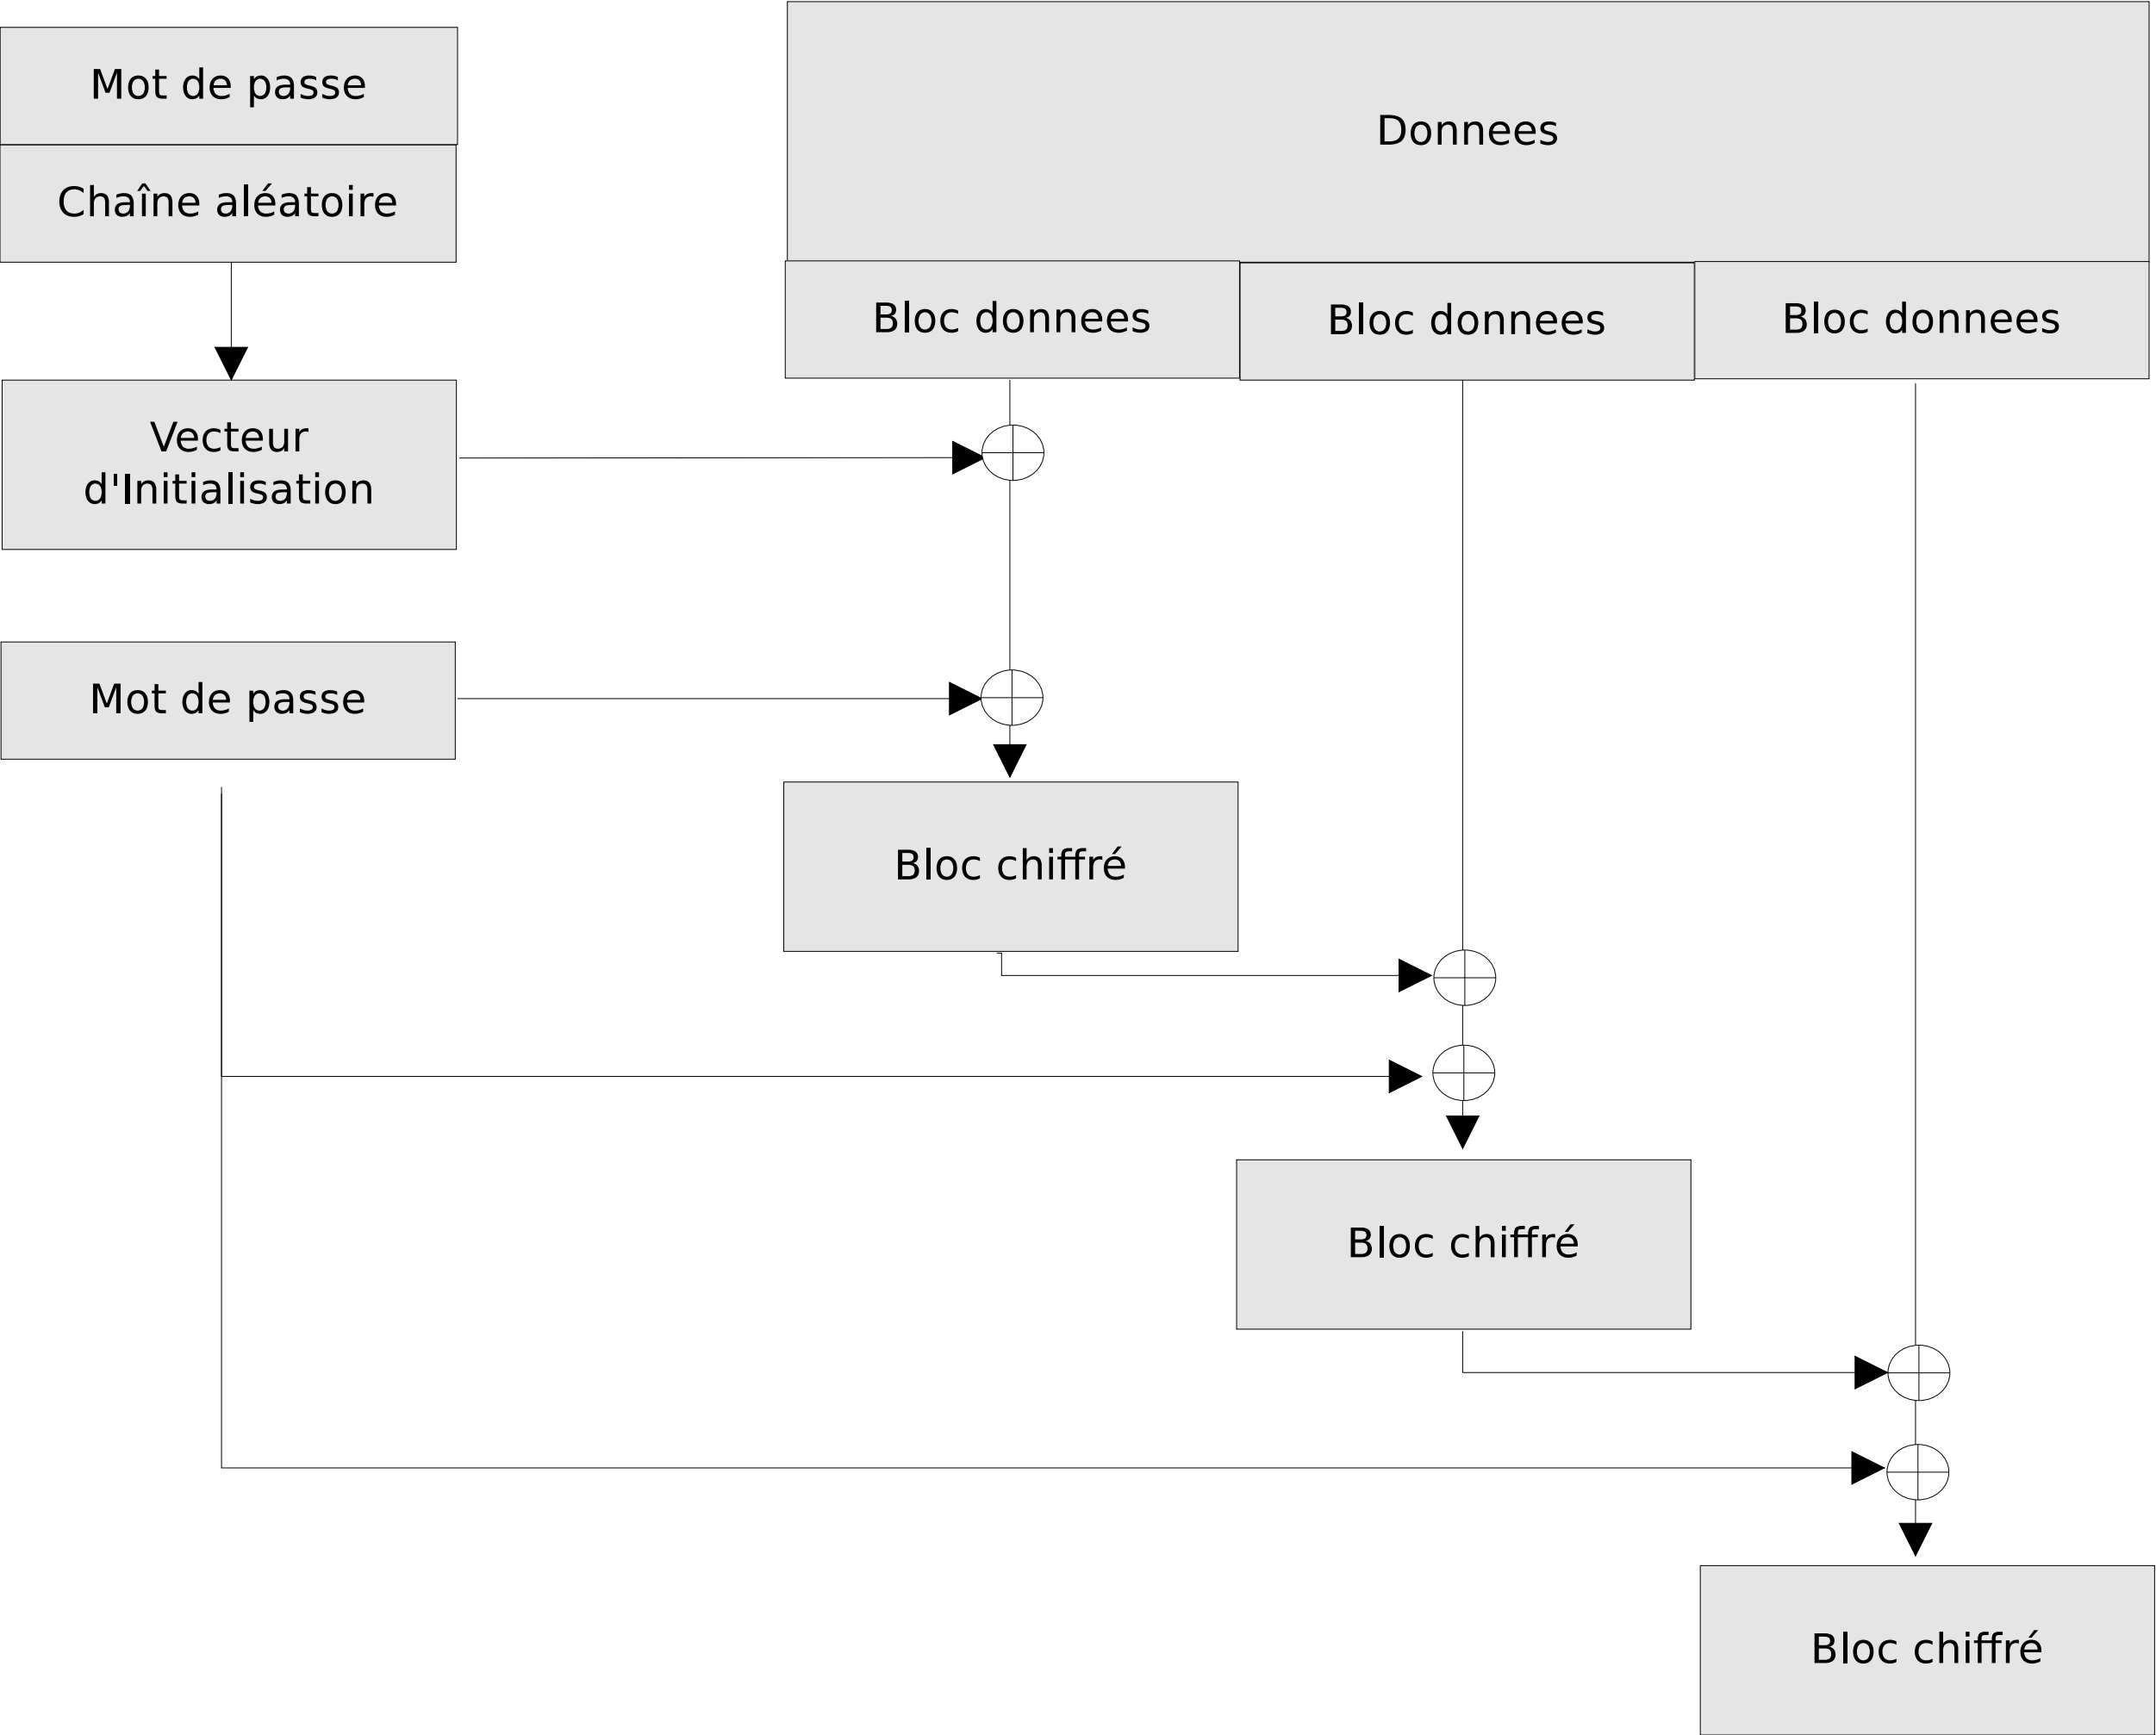 Mot de passe
Chaîne aléatoire
Donnees
Bloc donnees
Bloc donnees
Bloc donnees
Vecteur
d'Initialisation
Mot de passe
Bloc chiffré
Bloc chiffré
Bloc chiffré